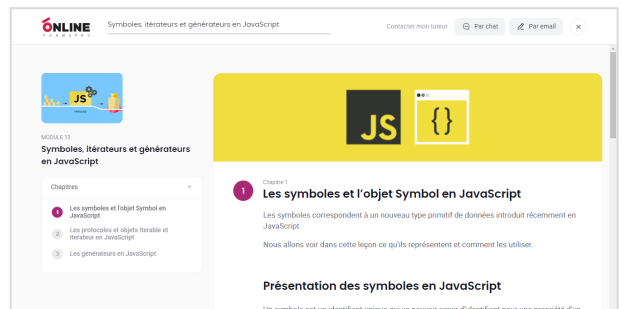 ONLINE
FORMAPRO
Symboles, itérateurs et générateurs en JavaScript
Contacter mon tuteur :
Par chat
Par email
×
JS
MODULE 13
Symboles, itérateurs et générateurs
en JavaScript
Chapitres
1 Les symboles et l'objet Symbol en
JavaScript
2 Les protocoles et objets Iterable et
Iterateur en JavaScript
3 Les générateurs en JavaScript
JS {}
1
Chapitre 1
Les symboles et l'objet Symbol en JavaScript
Les symboles correspondent à un nouveau type primitif de données introduit récemment en
JavaScript.
Nous allons voir dans cette leçon ce qu'ils représentent et comment les utiliser.
Présentation des symboles en JavaScript